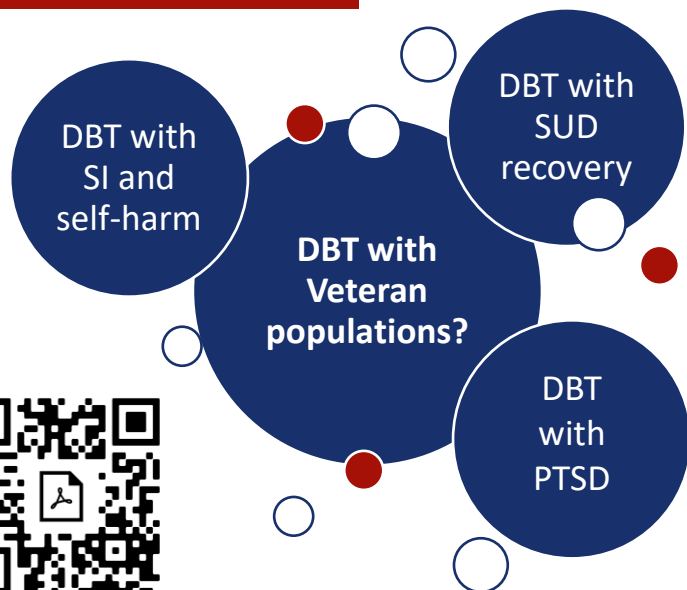 DBT with
SI and
self-harm
DBT with
SUD
recovery
DBT with
Veteran
populations?
DBT
with
PTSD